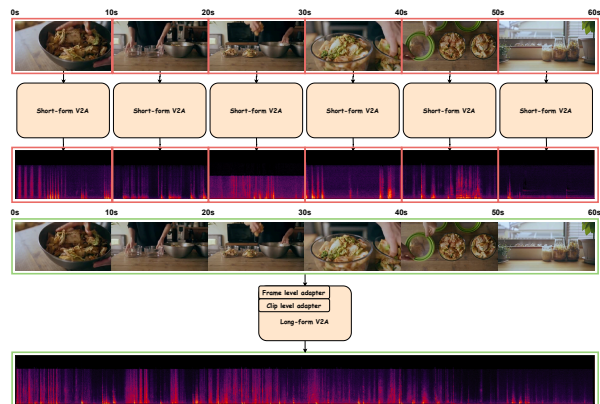 0s 10s 20s 30s 40s 50s 60s
Short-form V2A Short-form V2A Short-form V2A Short-form V2A Short-form V2A Short-form V2A
0s 10s 20s 30s 40s 50s 60s
Frame level adapter
Clip level adapter
Long-form V2A